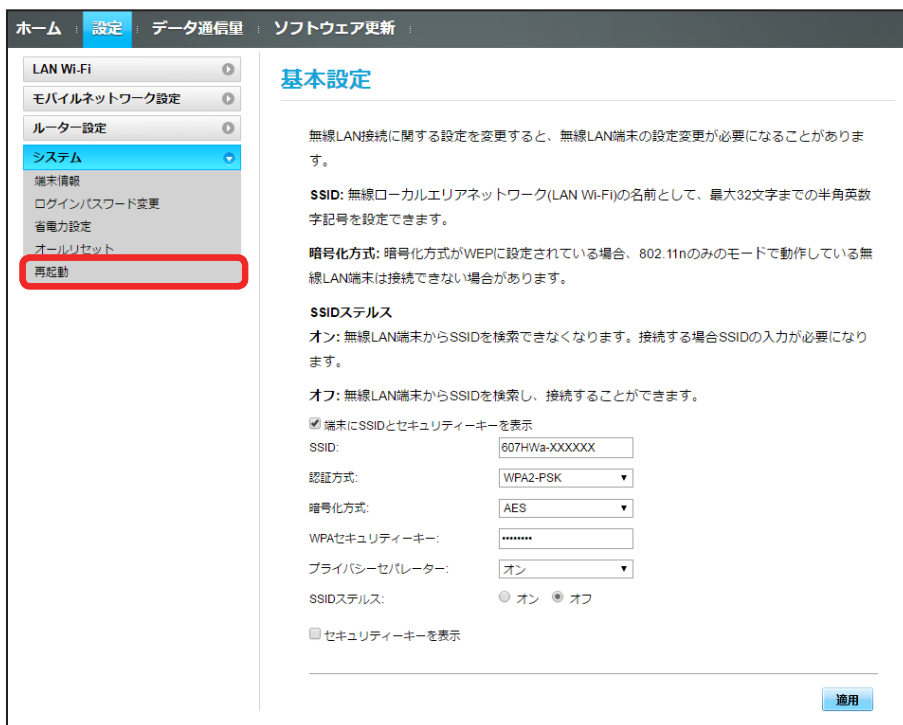 ホーム 設定 データ通信量 ソフトウェア更新
LAN Wi-Fi
モバイルネットワーク設定
ルーター設定
システム
端末情報
ログインパスワード変更
省電力設定
オールリセット
再起動
基本設定
無線LAN接続に関する設定を変更すると、無線LAN端末の設定変更が必要になることがありま
す。
SSID: 無線ローカルエリアネットワーク(LAN Wi-Fi)の名前として、最大32文字までの半角英数
字記号を設定できます。
暗号化方式: 暗号化方式がWEPに設定されている場合、802.11nのみのモードで動作している無
線LAN端末は接続できない場合があります。
SSIDステルス
オン: 無線LAN端末からSSIDを検索できなくなります。接続する場合SSIDの入力が必要になり
ます。
オフ: 無線LAN端末からSSIDを検索し、接続することができます。
端末にSSIDとセキュリティーキーを表示
SSID: 607HWa-XXXXXX
認証方式: WPA2-PSK
暗号化方式: AES
WPAセキュリティーキー: ••••••••
プライバシーセパレーター: オン
SSIDステルス: オン オフ
セキュリティーキーを表示
適用